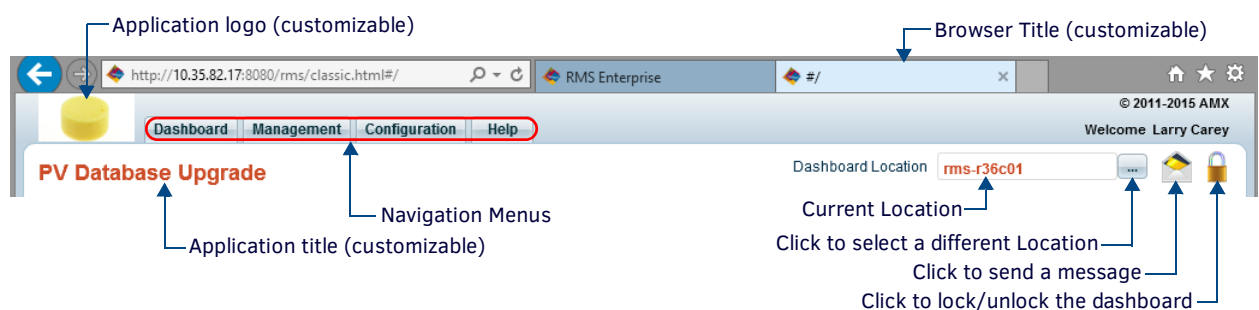 Application logo (customizable)
Browser Title (customizable)
http://10.35.82.17:8080/rms/classic.html#/
RMS Enterprise
#/
© 2011-2015 AMX
Dashboard Management Configuration Help
Welcome Larry Carey
PV Database Upgrade
Dashboard Location rms-r36c01 ...
Navigation Menus
Current Location
Application title (customizable)
Click to select a different Location
Click to send a message
Click to lock/unlock the dashboard